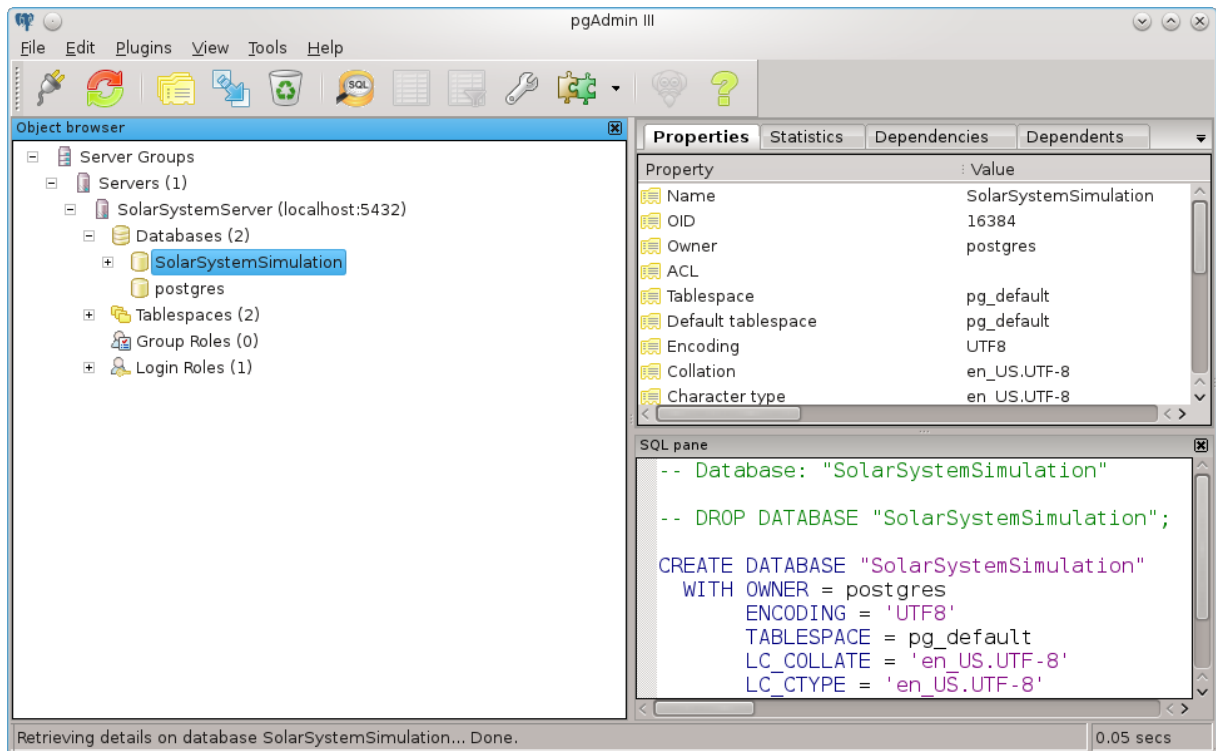 pgAdmin III
File Edit Plugins View Tools Help
SQL
Object browser
Server Groups
Servers (1)
SolarSystemServer (localhost:5432)
Databases (2)
SolarSystemSimulation
postgres
Tablespaces (2)
Group Roles (0)
Login Roles (1)
Properties Statistics Dependencies Dependents
Property Value
Name SolarSystemSimulation
OID 16384
Owner postgres
ACL
Tablespace pg_default
Default tablespace pg_default
Encoding UTF8
Collation en_US.UTF-8
Character type en_US.UTF-8
SQL pane
-- Database: "SolarSystemSimulation"
-- DROP DATABASE "SolarSystemSimulation";
CREATE DATABASE "SolarSystemSimulation"
WITH OWNER = postgres
ENCODING = 'UTF8'
TABLESPACE = pg_default
LC_COLLATE = 'en_US.UTF-8'
LC_CTYPE = 'en_US.UTF-8'
Retrieving details on database SolarSystemSimulation... Done. 0.05 secs